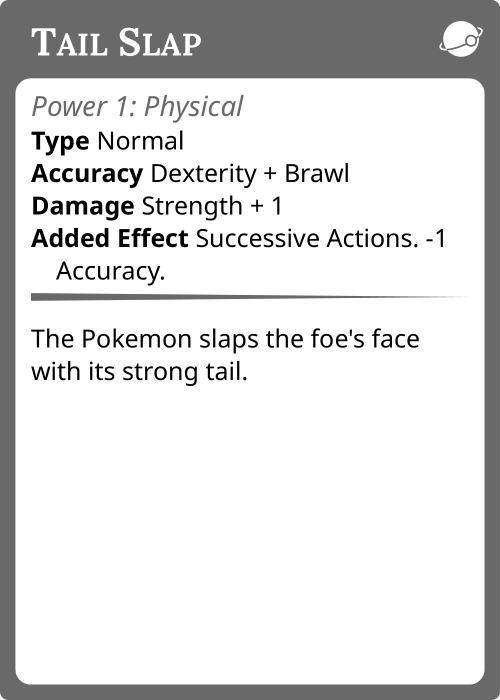 Tail Slap
Power 1: Physical
Type Normal
Accuracy Dexterity + Brawl
Damage Strength + 1
Added Effect Successive Actions. -1
Accuracy.
The Pokemon slaps the foe's face
with its strong tail.